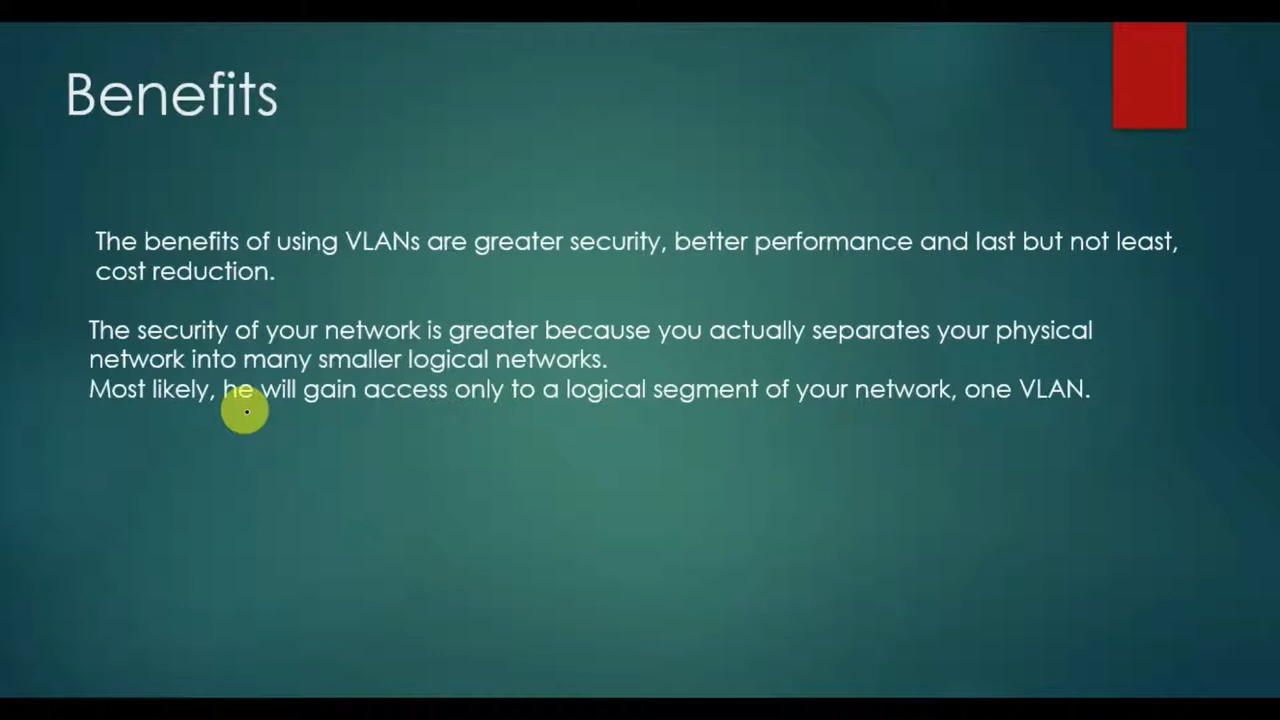 Benefits
The benefits of using VLANs are greater security, better performance and last but not least,
cost reduction.
The security of your network is greater because you actually separates your physical
network into many smaller logical networks.
Most likely, he will gain access only to a logical segment of your network, one VLAN.